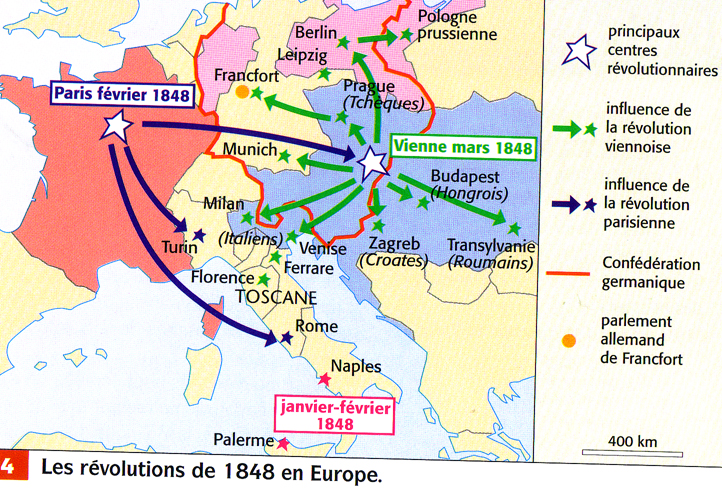 Pologne
prussienne
Berlin
Leipzig
Francfort
Prague
(Tchèques)
Paris février 1848
Vienne mars 1848
Munich
Budapest
(Hongrois)
Milan
(Italiens)
Turin
Venise
Zagreb
(Croates)
Transylvanie
(Roumains)
Ferrare
Florence
TOSCANE
Rome
Naples
janvier-février
1848
Palerme
principaux
centres
révolutionnaires
influence de
la révolution
viennoise
influence de
la révolution
parisienne
Confédération
germanique
parlement
allemand
de Francfort
400 km
4 Les révolutions de 1848 en Europe.